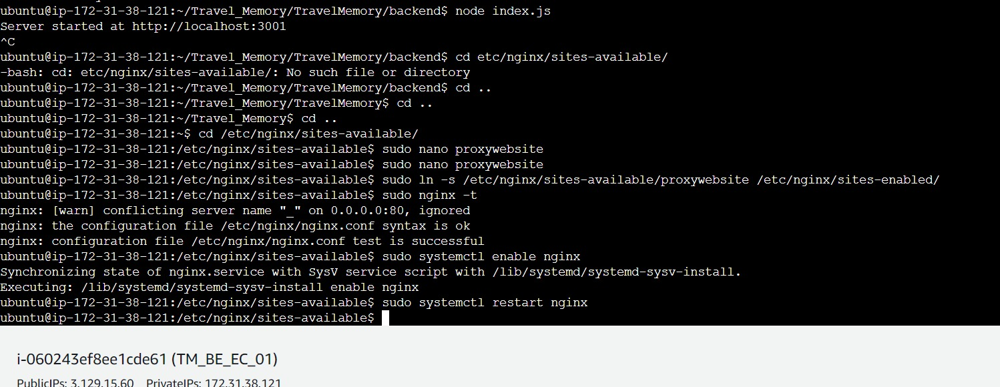 ubuntu@ip-172-31-38-121:~/Travel_Memory/TravelMemory/backend$ node index.js
Server started at http://localhost:3001
^C
ubuntu@ip-172-31-38-121:~/Travel_Memory/TravelMemory/backend$ cd etc/nginx/sites-available/
-bash: cd: etc/nginx/sites-available/: No such file or directory
ubuntu@ip-172-31-38-121:~/Travel_Memory/TravelMemory/backend$ cd ..
ubuntu@ip-172-31-38-121:~/Travel_Memory/TravelMemory$ cd ..
ubuntu@ip-172-31-38-121:~/Travel_Memory$ cd ..
ubuntu@ip-172-31-38-121:~$ cd /etc/nginx/sites-available/
ubuntu@ip-172-31-38-121:/etc/nginx/sites-available$ sudo nano proxywebsite
ubuntu@ip-172-31-38-121:/etc/nginx/sites-available$ sudo nano proxywebsite
ubuntu@ip-172-31-38-121:/etc/nginx/sites-available$ sudo ln -s /etc/nginx/sites-available/proxywebsite /etc/nginx/sites-enabled/
ubuntu@ip-172-31-38-121:/etc/nginx/sites-available$ sudo nginx -t
nginx: [warn] conflicting server name "_" on 0.0.0.0:80, ignored
nginx: the configuration file /etc/nginx/nginx.conf syntax is ok
nginx: configuration file /etc/nginx/nginx.conf test is successful
ubuntu@ip-172-31-38-121:/etc/nginx/sites-available$ sudo systemctl enable nginx
Synchronizing state of nginx.service with SysV service script with /lib/systemd/systemd-sysv-install.
Executing: /lib/systemd/systemd-sysv-install enable nginx
ubuntu@ip-172-31-38-121:/etc/nginx/sites-available$ sudo systemctl restart nginx
ubuntu@ip-172-31-38-121:/etc/nginx/sites-available$
i-060243ef8ee1cde61 (TM_BE_EC_01)
PublicIPs: 3.129.15.60 PrivateIPs: 172.31.38.121